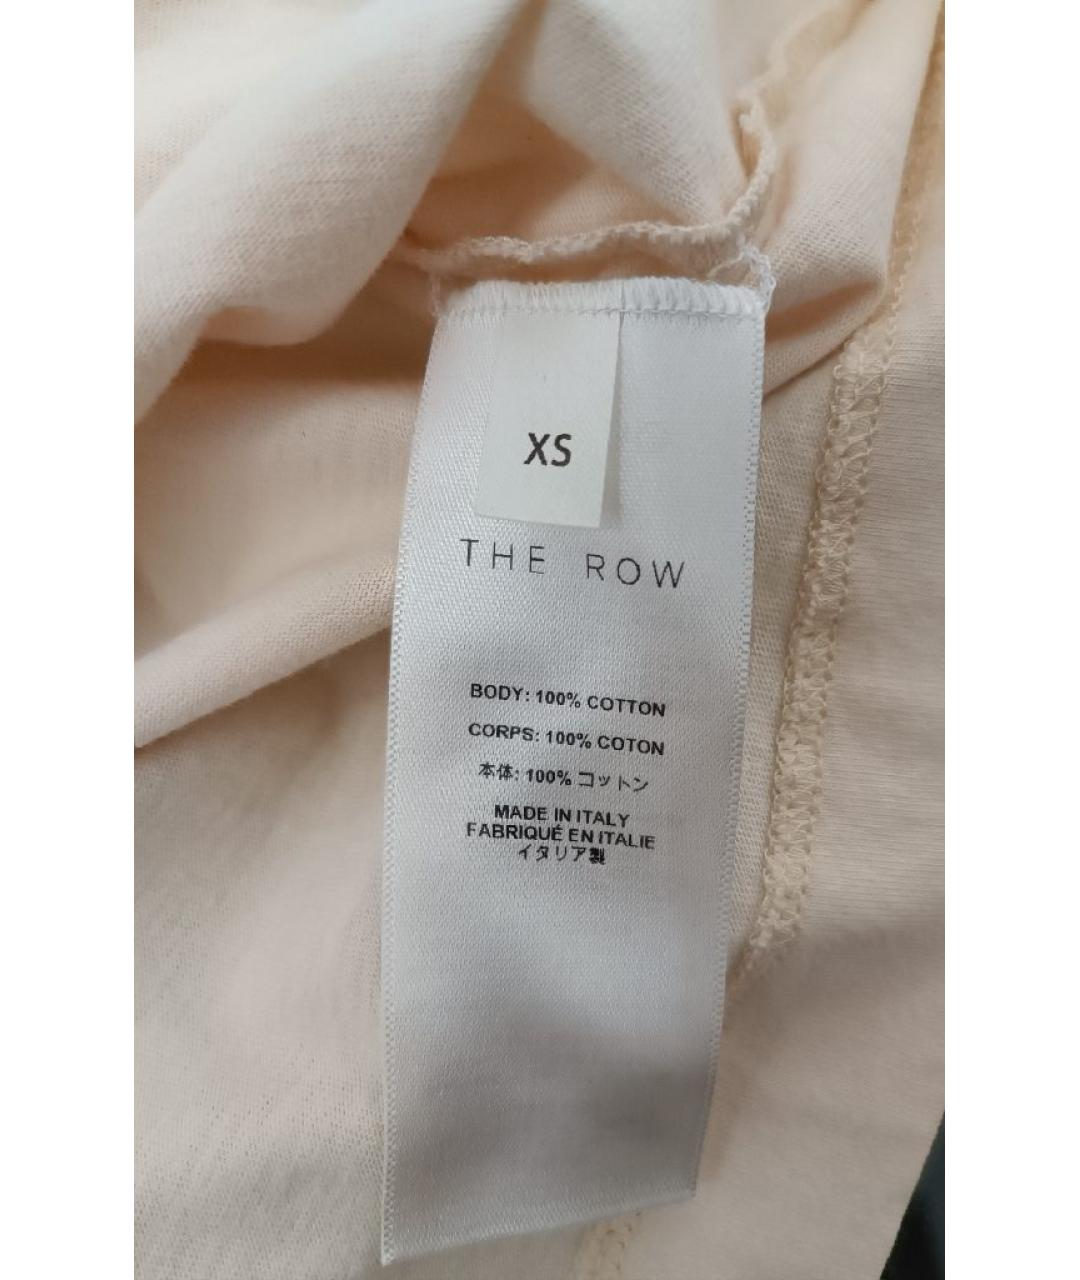 XS
THE ROW
BODY: 100% COTTON
CORPS: 100% COTON
本体: 100% コットン
MADE IN ITALY
FABRIQUÉ EN ITALIE
イタリア製